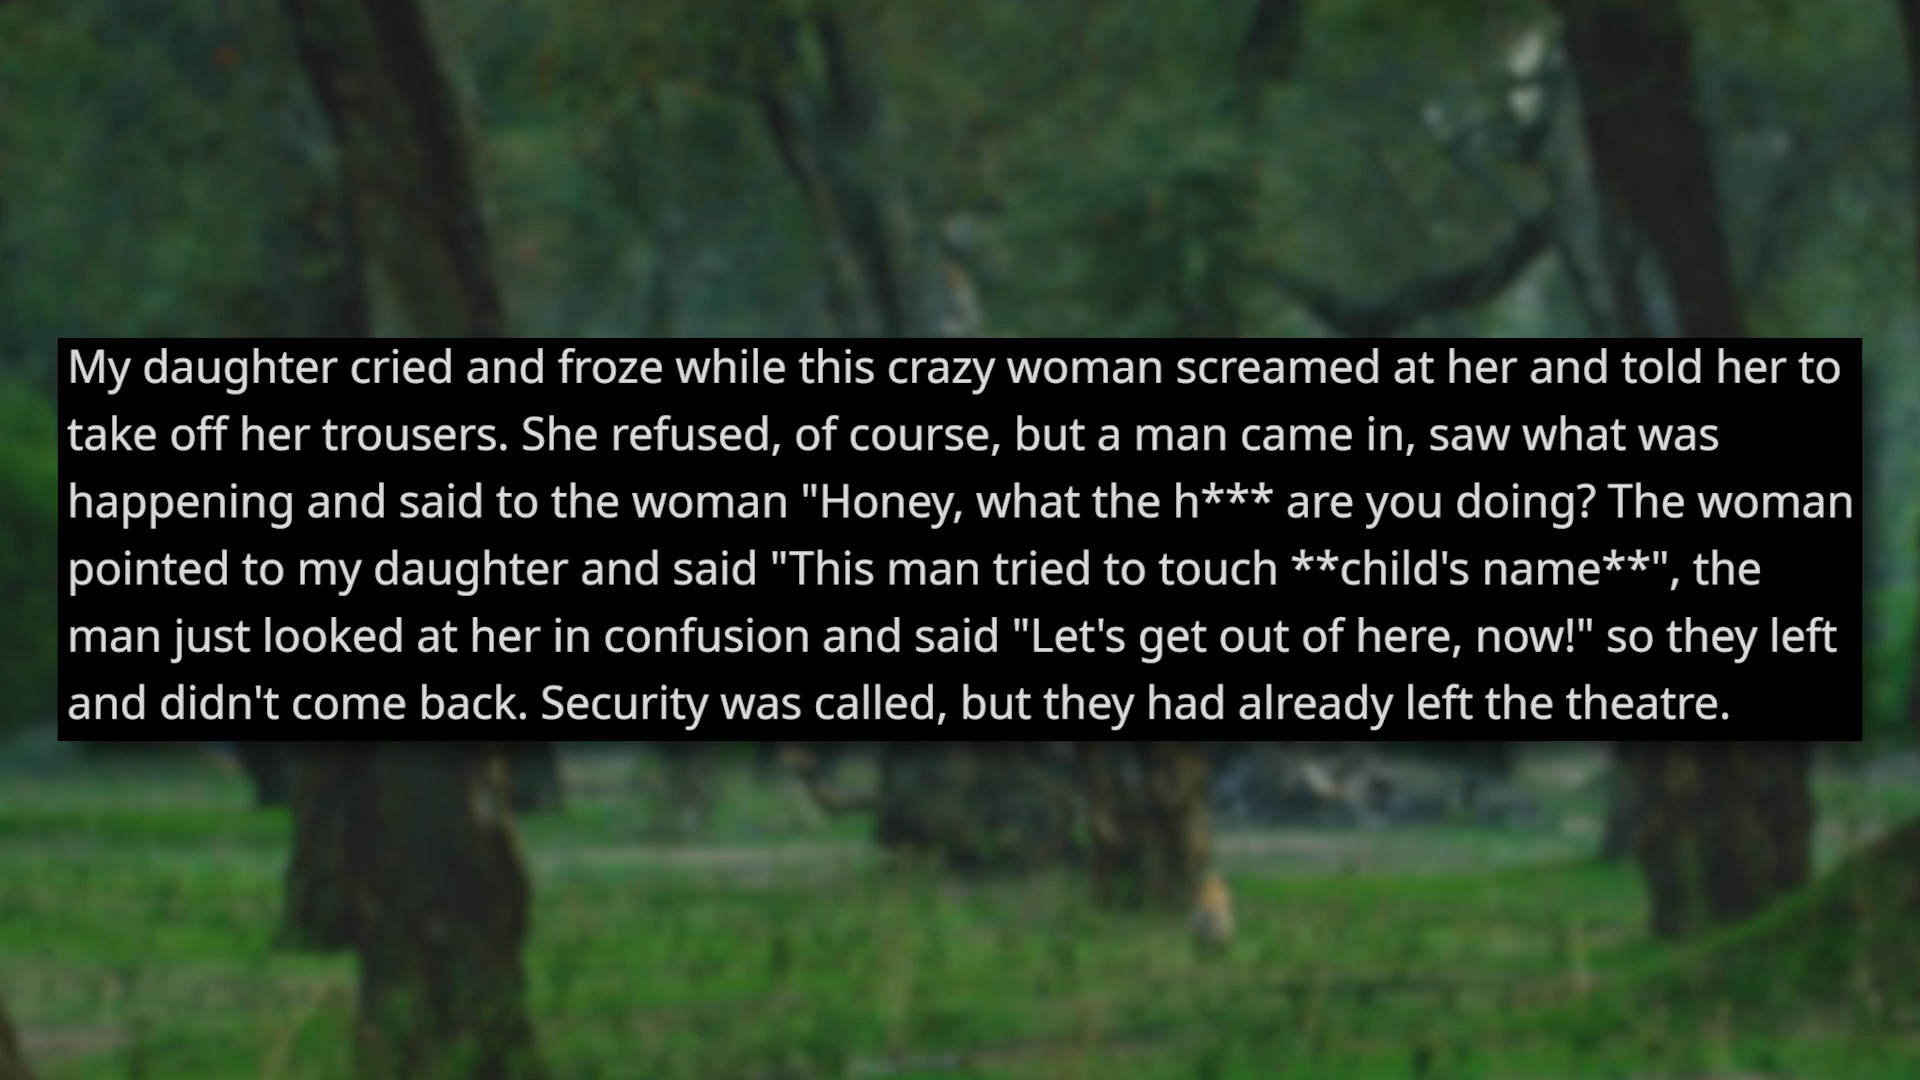 My daughter cried and froze while this crazy woman screamed at her and told her to
take off her trousers. She refused, of course, but a man came in, saw what was
happening and said to the woman "Honey, what the h*** are you doing? The woman
pointed to my daughter and said "This man tried to touch **child's name**", the
man just looked at her in confusion and said "Let's get out of here, now!" so they left
and didn't come back. Security was called, but they had already left the theatre.